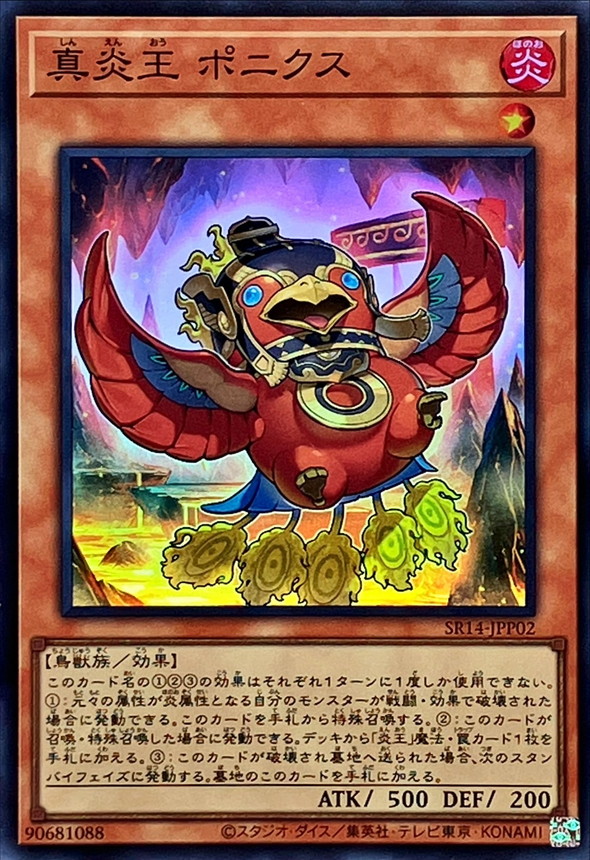 真炎王 ポニクス
炎
SR14-JPP02
【鳥獣族/効果】
このカード名の①②③の効果はそれぞれ1ターンに1度しか使用できない。
①:元々の属性が炎属性となる自分のモンスターが戦闘・効果で破壊された
場合に発動できる。このカードを手札から特殊召喚する。②:このカードが
召喚・特殊召喚した場合に発動できる。デッキから「炎王」魔法・罠カード1枚を
手札に加える。③:このカードが破壊され墓地へ送られた場合、次のスタン
バイフェイズに発動する。墓地のこのカードを手札に加える。
ATK/ 500 DEF/ 200
90681088
©スタジオ・ダイス/集英社・テレビ東京・KONAMI